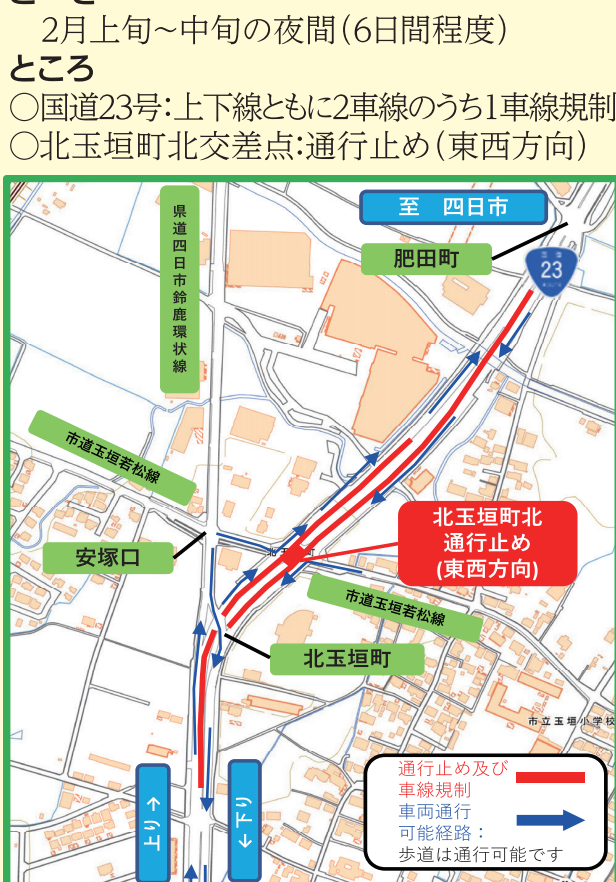 2月上旬~中旬の夜間(6日間程度)
ところ
○国道23号:上下線ともに2車線のうち1車線規制
○北玉垣町北交差点:通行止め(東西方向)
至 四日市
県道四日市鈴鹿環状線
肥田町
23
市道玉垣若松線
北玉垣町北
通行止め
(東西方向)
安塚口
市道玉垣若松線
北玉垣町
市立玉垣小学校
上り→
←下り
通行止め及び
車線規制
車両通行
可能経路:
歩道は通行可能です